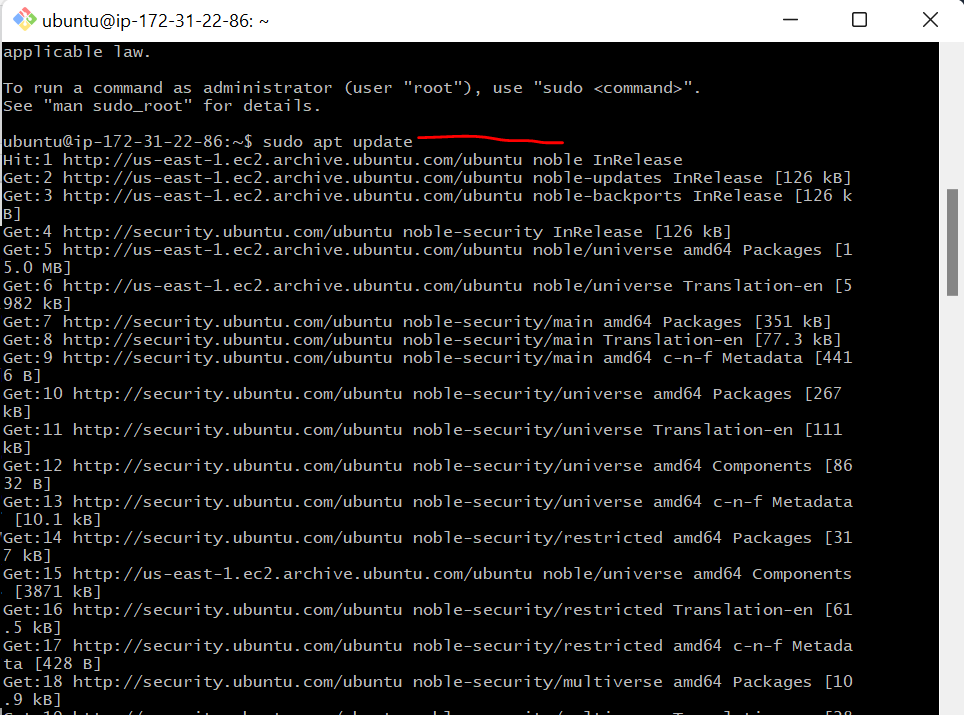 ubuntu@ip-172-31-22-86: ~
applicable law.
To run a command as administrator (user "root"), use "sudo <command>".
See "man sudo_root" for details.
ubuntu@ip-172-31-22-86:~$ sudo apt update
Hit:1 http://us-east-1.ec2.archive.ubuntu.com/ubuntu noble InRelease
Get:2 http://us-east-1.ec2.archive.ubuntu.com/ubuntu noble-updates InRelease [126 kB]
Get:3 http://us-east-1.ec2.archive.ubuntu.com/ubuntu noble-backports InRelease [126 k
B]
Get:4 http://security.ubuntu.com/ubuntu noble-security InRelease [126 kB]
Get:5 http://us-east-1.ec2.archive.ubuntu.com/ubuntu noble/universe amd64 Packages [1
5.0 MB]
Get:6 http://us-east-1.ec2.archive.ubuntu.com/ubuntu noble/universe Translation-en [5
982 kB]
Get:7 http://security.ubuntu.com/ubuntu noble-security/main amd64 Packages [351 kB]
Get:8 http://security.ubuntu.com/ubuntu noble-security/main Translation-en [77.3 kB]
Get:9 http://security.ubuntu.com/ubuntu noble-security/main amd64 c-n-f Metadata [441
6 B]
Get:10 http://security.ubuntu.com/ubuntu noble-security/universe amd64 Packages [267
kB]
Get:11 http://security.ubuntu.com/ubuntu noble-security/universe Translation-en [111
kB]
Get:12 http://security.ubuntu.com/ubuntu noble-security/universe amd64 Components [86
32 B]
Get:13 http://security.ubuntu.com/ubuntu noble-security/universe amd64 c-n-f Metadata
[10.1 kB]
Get:14 http://security.ubuntu.com/ubuntu noble-security/restricted amd64 Packages [31
7 kB]
Get:15 http://us-east-1.ec2.archive.ubuntu.com/ubuntu noble/universe amd64 Components
[3871 kB]
Get:16 http://security.ubuntu.com/ubuntu noble-security/restricted Translation-en [61
.5 kB]
Get:17 http://security.ubuntu.com/ubuntu noble-security/restricted amd64 c-n-f Metada
ta [428 B]
Get:18 http://security.ubuntu.com/ubuntu noble-security/multiverse amd64 Packages [10
.9 kB]